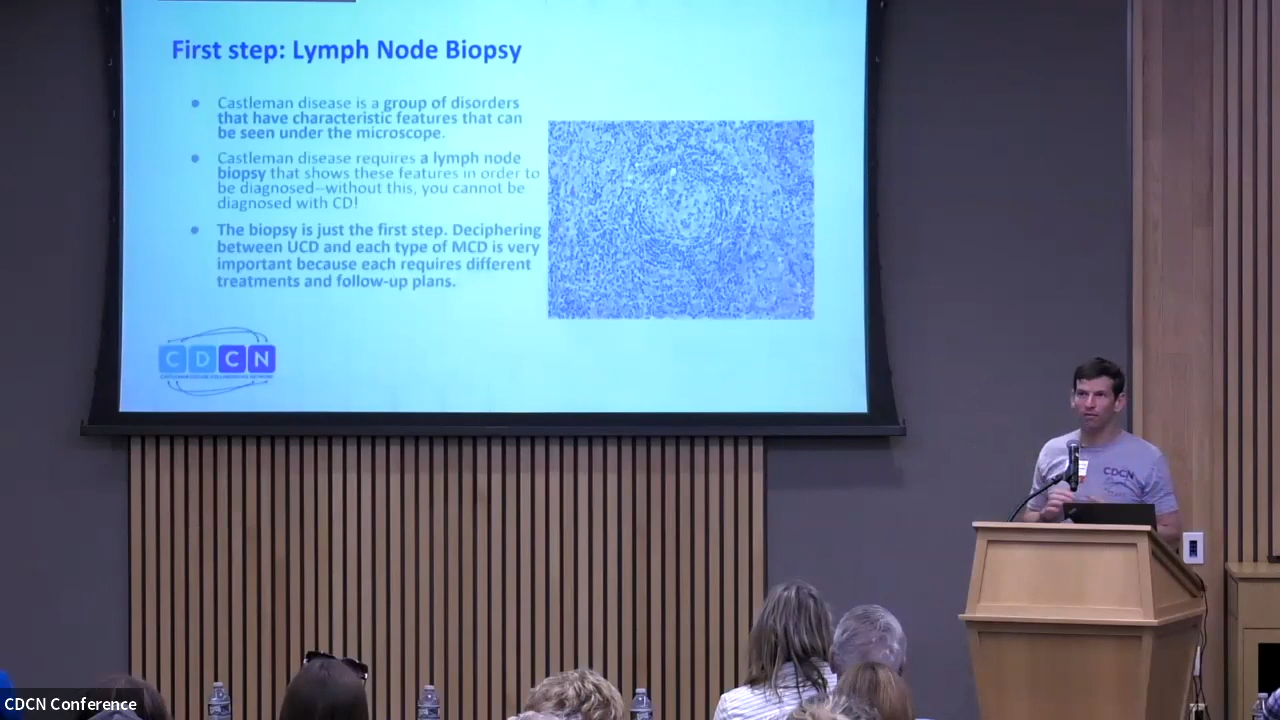 First step: Lymph Node Biopsy
● Castleman disease is a group of disorders
that have characteristic features that can
be seen under the microscope.
● Castleman disease requires a lymph node
biopsy that shows these features in order to
be diagnosed—without this, you cannot be
diagnosed with CD!
● The biopsy is just the first step. Deciphering
between UCD and each type of MCD is very
important because each requires different
treatments and follow-up plans.
CDCN
CASTLEMAN DISEASE COLLABORATIVE NETWORK
CDCN
CDCN Conference